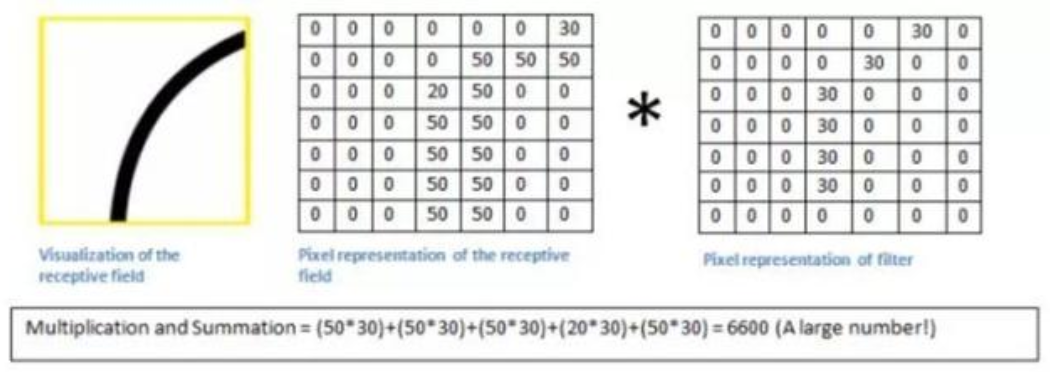 0 0 0 0 0 0 30
0 0 0 0 50 50 50
0 0 0 20 50 0 0
0 0 0 50 50 0 0
0 0 0 50 50 0 0
0 0 0 50 50 0 0
0 0 0 50 50 0 0
*
0 0 0 0 0 30 0
0 0 0 0 30 0 0
0 0 0 30 0 0 0
0 0 0 30 0 0 0
0 0 0 30 0 0 0
0 0 0 30 0 0 0
0 0 0 0 0 0 0
Visualization of the
receptive field
Pixel representation of the receptive
field
Pixel representation of filter
Multiplication and Summation = (50*30)+(50*30)+(50*30)+(20*30)+(50*30) = 6600 (A large number!)